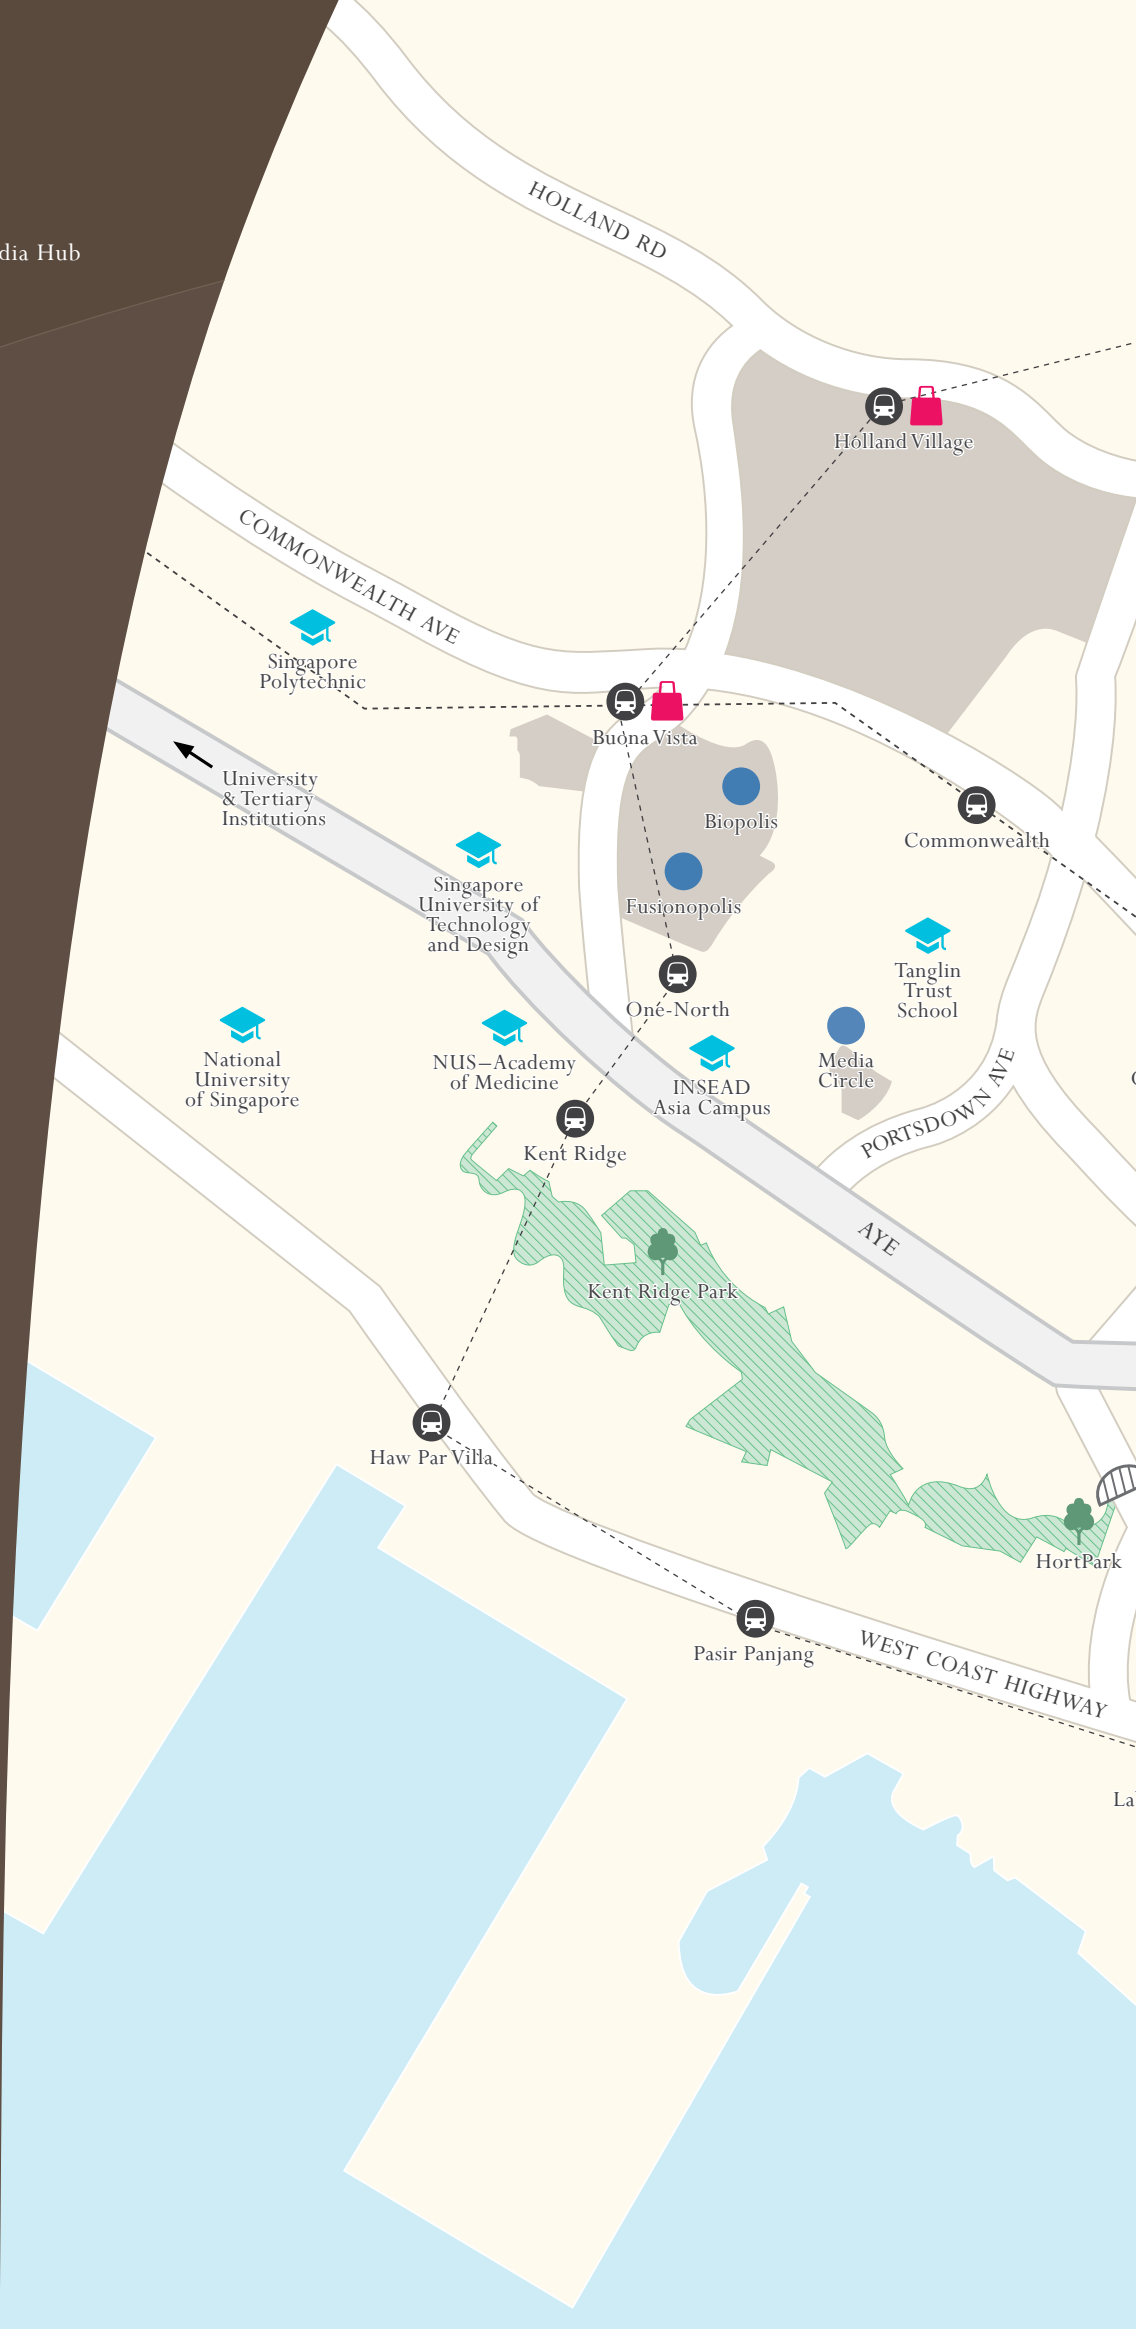 HOLLAND RD
dia Hub
Holland Village
COMMONWEALTH AVE
Singapore
Polytechnic
Buona Vista
University
& Tertiary
Institutions
Biopolis
Commonwealth
Singapore
University of
Technology
and Design
Fusionopolis
Tanglin
Trust
School
One-North
National
University
of Singapore
NUS–Academy
of Medicine
INSEAD
Asia Campus
Media
Circle
PORTSDOWN AVE
Kent Ridge
AYE
Kent Ridge Park
Haw Par Villa
HortPark
Pasir Panjang
WEST COAST HIGHWAY
La